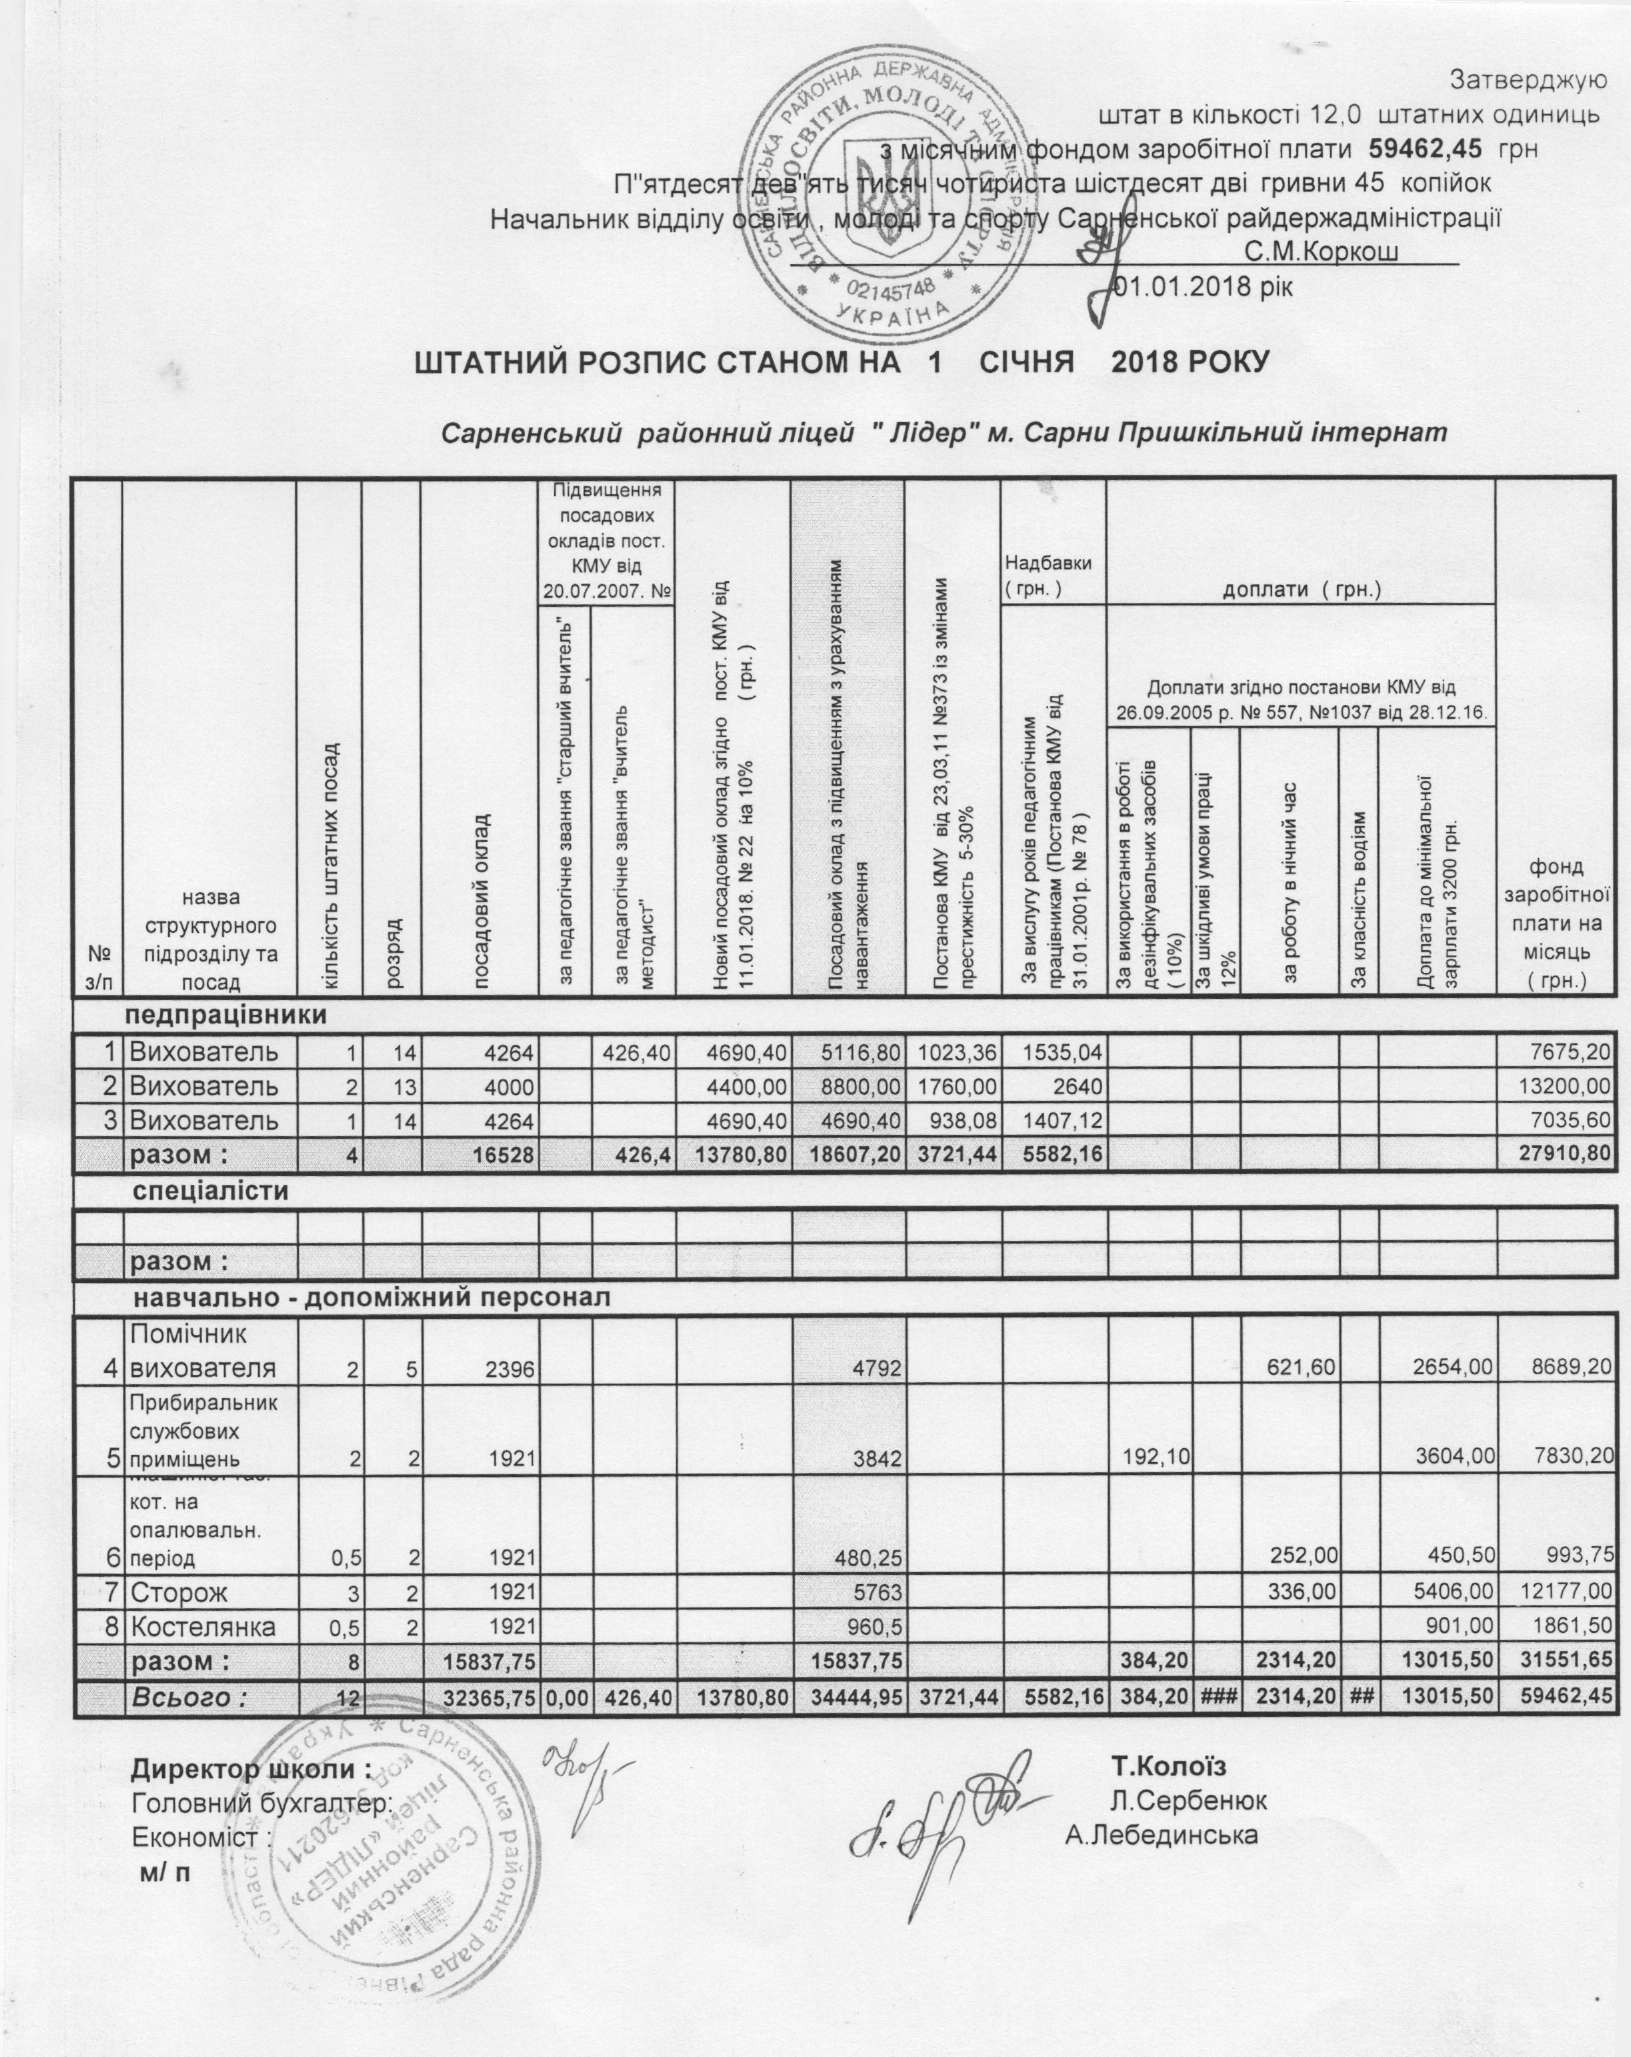 Затверджую
штат в кількості 12,0 штатних одиниць
з місячним фондом заробітної плати 59462,45 грн
П"ятдесят дев"ять тисяч чотириста шістдесят дві гривни 45 копійок
Начальник відділу освіти , молоді та спорту Сарненської райдержадміністрації
С.М.Коркош
01.01.2018 рік
САРНЕНСЬКА РАЙОННА ДЕРЖАВНА АДМІНІСТРАЦІЯ
ВІДДІЛ ОСВІТИ, МОЛОДІ ТА СПОРТУ
* 02145748 *
* УКРАЇНА *
ШТАТНИЙ РОЗПИС СТАНОМ НА 1 СІЧНЯ 2018 РОКУ
Сарненський районний ліцей " Лідер" м. Сарни Пришкільний інтернат
№ з/п
назва
структурного
підрозділу та
посад
кількість штатних посад
розряд
посадовий оклад
Підвищення
посадових
окладів пост.
КМУ від
20.07.2007. №
за педагогічне звання "старший вчитель"
за педагогічне звання "вчитель
методист"
Новий посадовий оклад згідно пост. КМУ від
11.01.2018. № 22 на 10% ( грн. )
Посадовий оклад з підвищенням з урахуванням
навантаження
Постанова КМУ від 23,03,11 №373 із змінами
престижність 5-30%
Надбавки
( грн. )
За вислугу років педагогічним
працівникам (Постанова КМУ від
31.01.2001р. № 78 )
доплати ( грн.)
Доплати згідно постанови КМУ від
26.09.2005 р. № 557, №1037 від 28.12.16.
За використання в роботі
дезінфікувальних засобів
( 10%)
За шкідливі умови праці
12%
за роботу в нічний час
За класність водіям
Доплата до мінімальної
зарплати 3200 грн.
фонд
заробітної
плати на
місяць
( грн.)
педпрацівники
1 Вихователь 1 14 4264 426,40 4690,40 5116,80 1023,36 1535,04 7675,20
2 Вихователь 2 13 4000 4400,00 8800,00 1760,00 2640 13200,00
3 Вихователь 1 14 4264 4690,40 4690,40 938,08 1407,12 7035,60
разом : 4 16528 426,4 13780,80 18607,20 3721,44 5582,16 27910,80
спеціалісти
разом :
навчально - допоміжний персонал
Помічник
4 вихователя 2 5 2396 4792 621,60 2654,00 8689,20
Прибиральник
службових
5 приміщень 2 2 1921 3842 192,10 3604,00 7830,20
кот. на
опалювальн.
6 період 0,5 2 1921 480,25 252,00 450,50 993,75
7 Сторож 3 2 1921 5763 336,00 5406,00 12177,00
8 Костелянка 0,5 2 1921 960,5 901,00 1861,50
разом : 8 15837,75 15837,75 384,20 2314,20 13015,50 31551,65
Всього : 12 32365,75 0,00 426,40 13780,80 34444,95 3721,44 5582,16 384,20 ### 2314,20 ## 13015,50 59462,45
Директор школи : Т.Колоїз
Головний бухгалтер: Л.Сербенюк
Економіст : А.Лебединська
м/ п
Україна * Сарненська районна рада
Сарненський
районний
ліцей «ЛІДЕР»